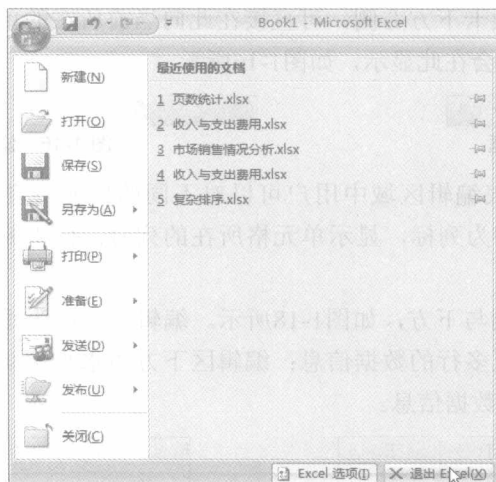 Book1 - Microsoft Excel
新建(N)
打开(O)
保存(S)
另存为(A)
打印(P)
准备(E)
发送(D)
发布(U)
关闭(C)
最近使用的文档
1 页数统计.xlsx
2 收入与支出费用.xlsx
3 市场销售情况分析.xlsx
4 收入与支出费用.xlsx
5 复杂排序.xlsx
Excel 选项(I) 退出 Excel(X)